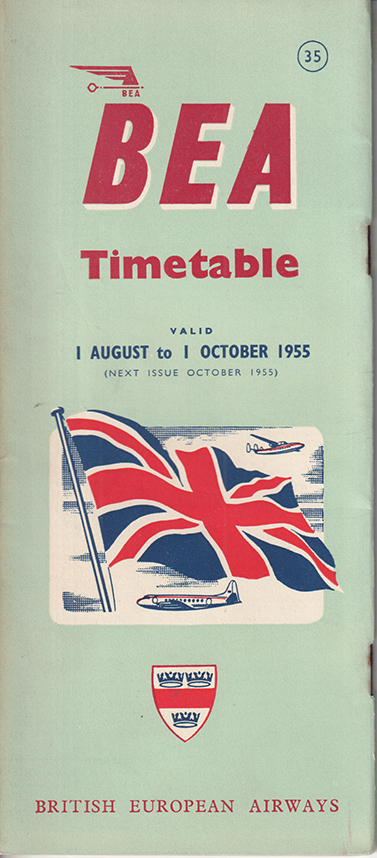 35
BEA
BEA
Timetable
VALID
1 AUGUST to 1 OCTOBER 1955
(NEXT ISSUE OCTOBER 1955)
BRITISH EUROPEAN AIRWAYS